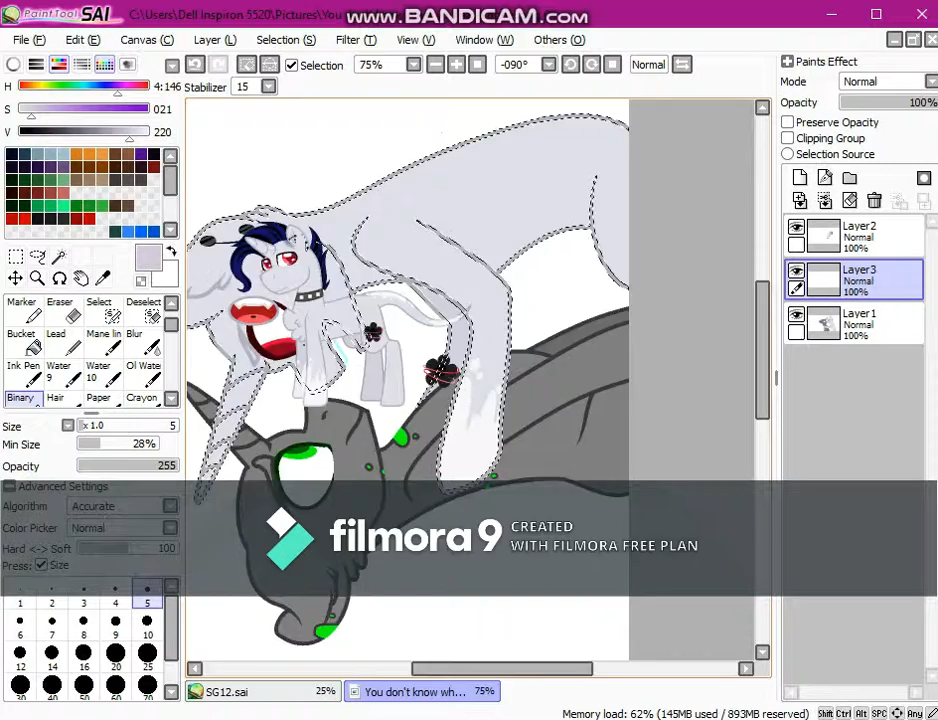 PaintTool SAI C:\Users\Dell Inspiron 5520\Pictures\You
www.BANDICAM.com
File (F) Edit (E) Canvas (C) Layer (L) Selection (S) Filter (T) View (V) Window (W) Others (O)
Selection 75% -090° Normal
H 4:146 Stabilizer 15
S 021
V 220
Marker Eraser Select Deselect
Bucket Lead Mane lin Blur
Ink Pen Water 9 Water 10 Ol Water
Binary Hair Paper Crayon
Size x 1.0 5
Min Size 28%
Opacity 255
Advanced Settings
Algorithm Accurate
Color Picker Normal
Hard <-> Soft 100
Press: Size
1 2 3 4 5
6 7 8 9 10
12 14 16 20 25
30 35 40 50
Paints Effect
Mode Normal
Opacity 100%
Preserve Opacity
Clipping Group
Selection Source
Layer2
Normal
100%
Layer3
Normal
100%
Layer1
Normal
100%
filmora 9 CREATED
WITH FILMORA FREE PLAN
SG12.sai 25% You don't know wh... 75%
Memory load: 62% (145MB used / 893MB reserved) Shift Ctrl Alt SPC Any